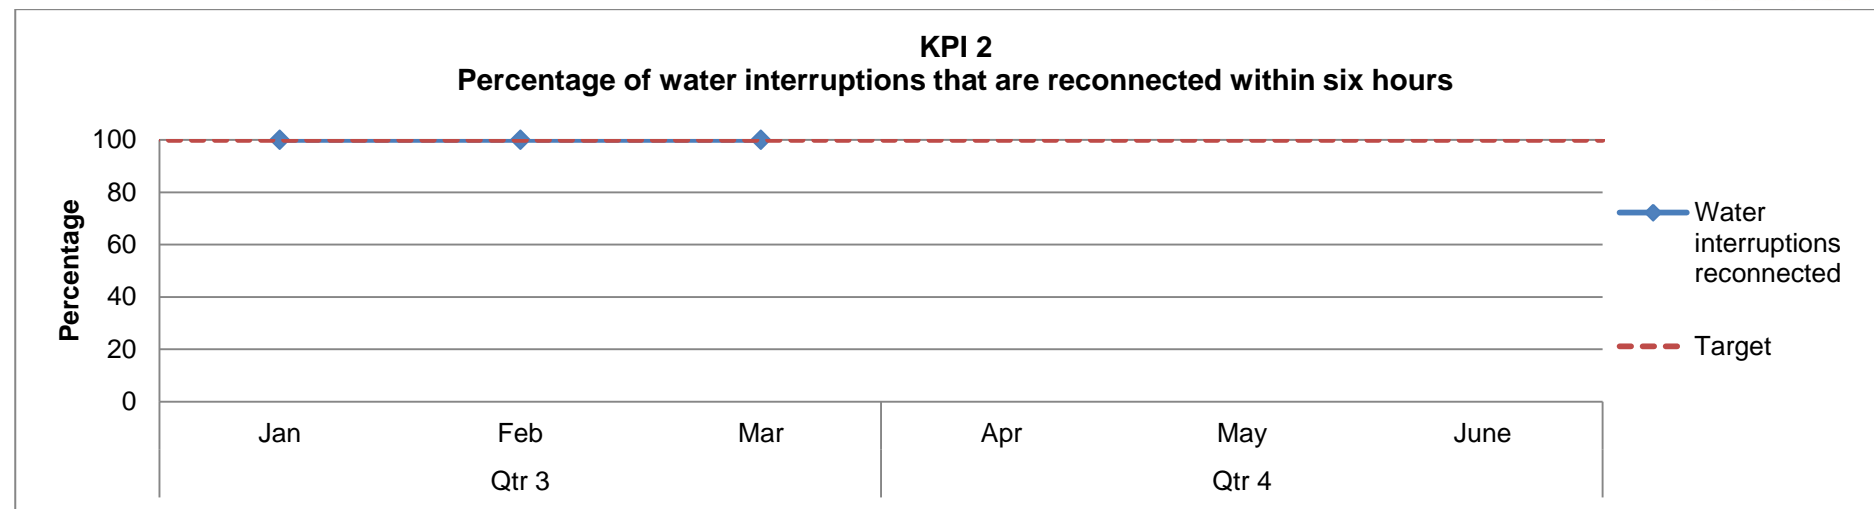 KPI 2
Percentage of water interruptions that are reconnected within six hours
Percentage
100
80
60
40
20
0
Jan Feb Mar Apr May June
Qtr 3 Qtr 4
Water
interruptions
reconnected
Target